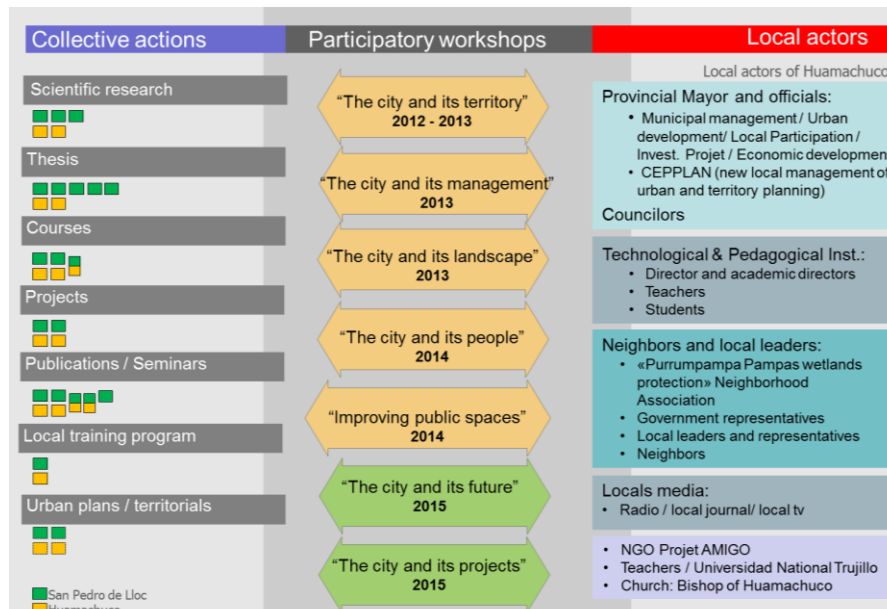 Collective actions
Participatory workshops
Local actors
Local actors of Huamachuco
Scientific research
Thesis
Courses
Projects
Publications / Seminars
Local training program
Urban plans / territorials
San Pedro de Lloc
Huamachuco
“The city and its territory”
2012 - 2013
“The city and its management”
2013
“The city and its landscape”
2013
“The city and its people”
2014
“Improving public spaces”
2014
“The city and its future”
2015
“The city and its projects”
2015
Provincial Mayor and officials:
• Municipal management / Urban
development/ Local Participation /
Invest. Projet / Economic development
• CEPPLAN (new local management of
urban and territory planning)
Councilors
Technological & Pedagogical Inst.:
• Director and academic directors
• Teachers
• Students
Neighbors and local leaders:
• «Purrumpampa Pampas wetlands
protection» Neighborhood
Association
• Government representatives
• Local leaders and representatives
• Neighbors
Locals media:
• Radio / local journal/ local tv
• NGO Projet AMIGO
• Teachers / Universidad National Trujillo
• Church: Bishop of Huamachuco